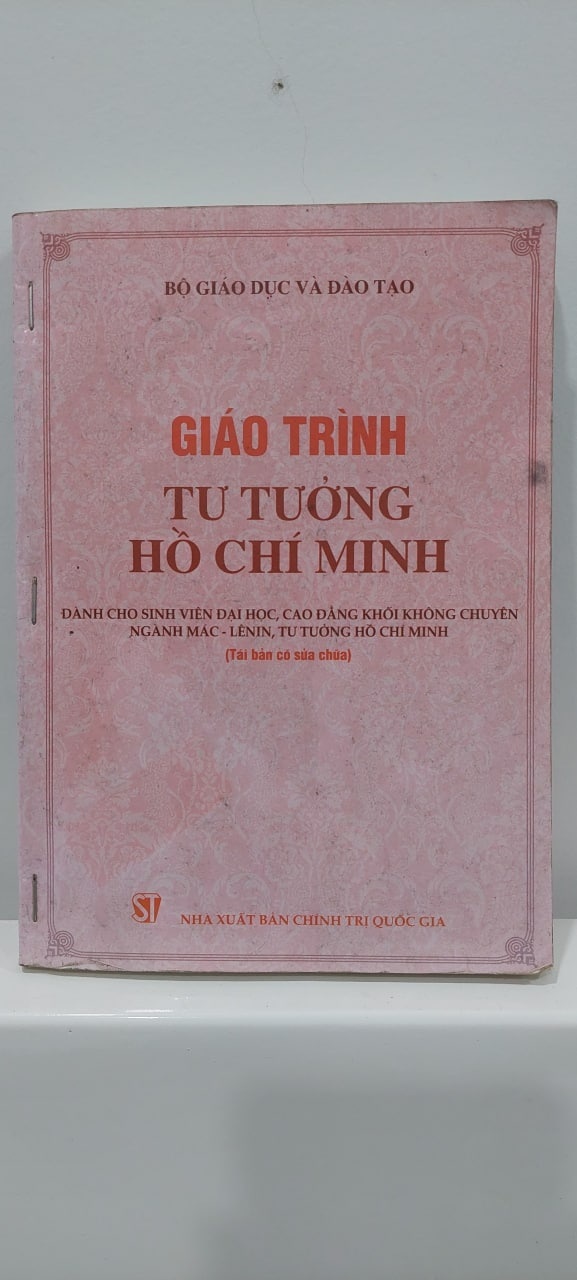 BỘ GIÁO DỤC VÀ ĐÀO TẠO
GIÁO TRÌNH
TƯ TƯỞNG
HỒ CHÍ MINH
DÀNH CHO SINH VIÊN ĐẠI HỌC, CAO ĐẲNG KHỐI KHÔNG CHUYÊN
NGÀNH MÁC - LÊNIN, TƯ TƯỞNG HỒ CHÍ MINH
(Tái bản có sửa chữa)
ST NHÀ XUẤT BẢN CHÍNH TRỊ QUỐC GIA